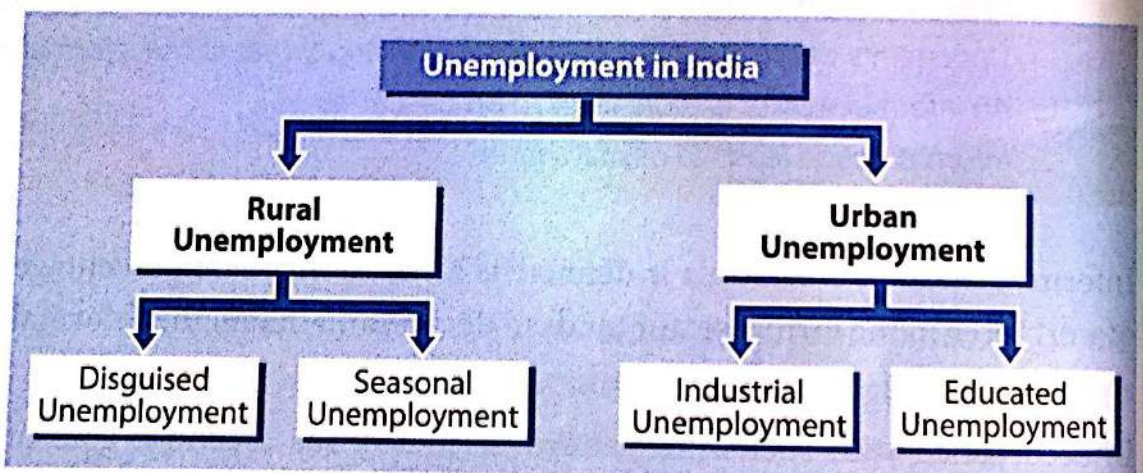 Unemployment in India
Rural
Unemployment
Urban
Unemployment
Disguised
Unemployment
Seasonal
Unemployment
Industrial
Unemployment
Educated
Unemployment